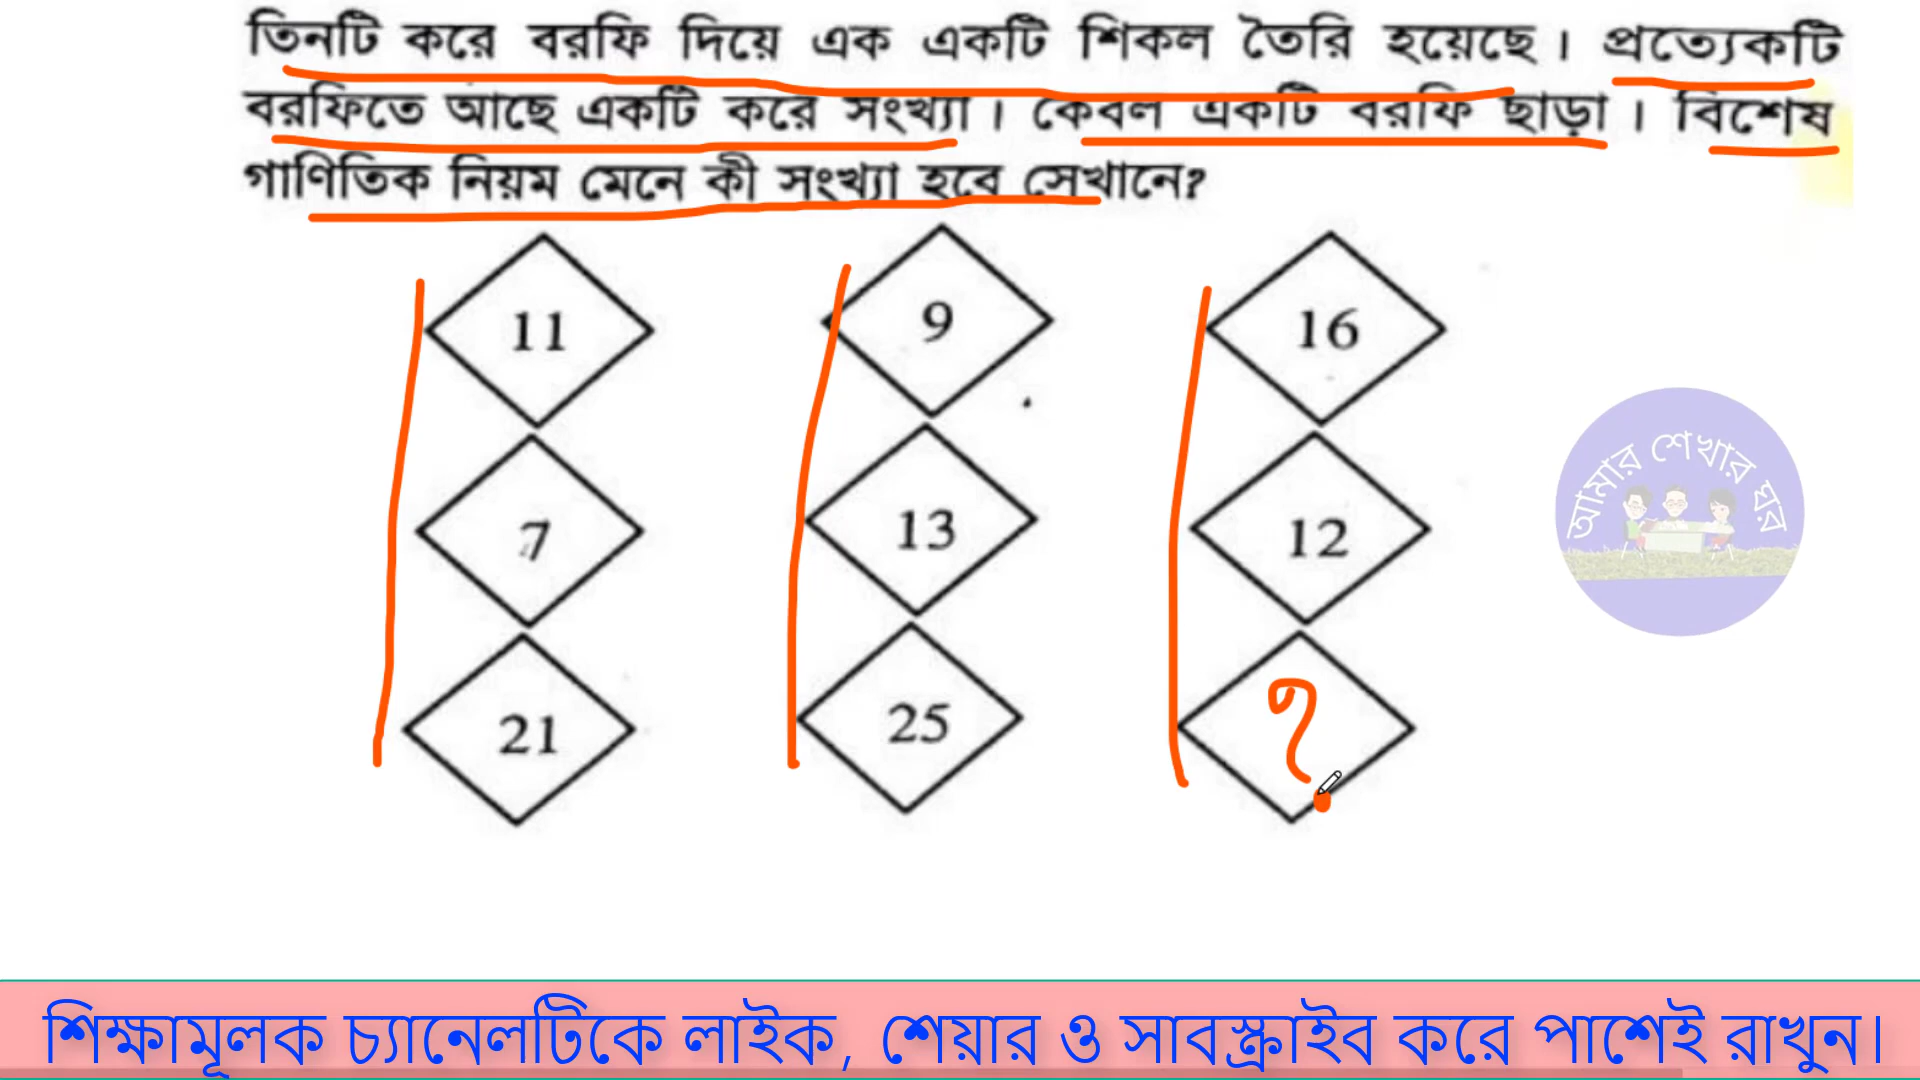 তিনটি করে বরফি দিয়ে এক একটি শিকল তৈরি হয়েছে। প্রত্যেকটি
বরফিতে আছে একটি করে সংখ্যা। কেবল একটি বরফি ছাড়া। বিশেষ
গাণিতিক নিয়ম মেনে কী সংখ্যা হবে সেখানে?
11 9 16
7 13 12
21 25 ?
আমার শেখার ঘর
শিক্ষামূলক চ্যানেলটিকে লাইক, শেয়ার ও সাবস্ক্রাইব করে পাশেই রাখুন।